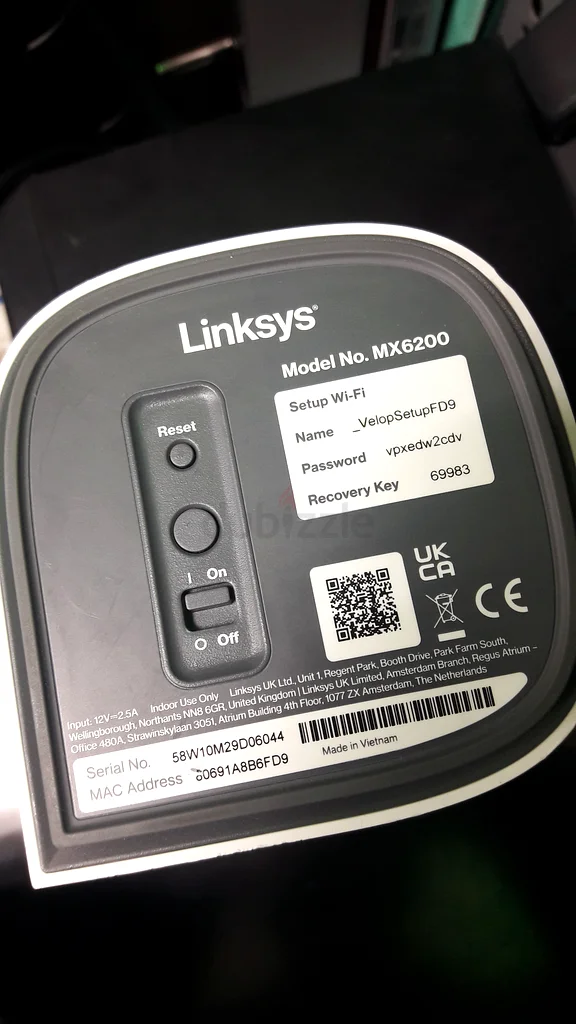 Linksys®
Model No. MX6200
Setup Wi-Fi
Name _VelopSetupFD9
Password vpxedw2cdv
Recovery Key 69983
Reset
I On
O Off
dubizzle
UK
CA
CE
Input: 12V⎓2.5A Indoor Use Only Linksys UK Ltd., Unit 1, Regent Park, Booth Drive, Park Farm South,
Wellingborough, Northants NN8 6GR, United Kingdom | Linksys UK Limited, Amsterdam Branch, Regus Atrium –
Office 480A, Strawinskylaan 3051, Atrium Building 4th Floor, 1077 ZX Amsterdam, The Netherlands
Serial No. 58W10M29D06044
MAC Address 80691A8B6FD9
Made in Vietnam